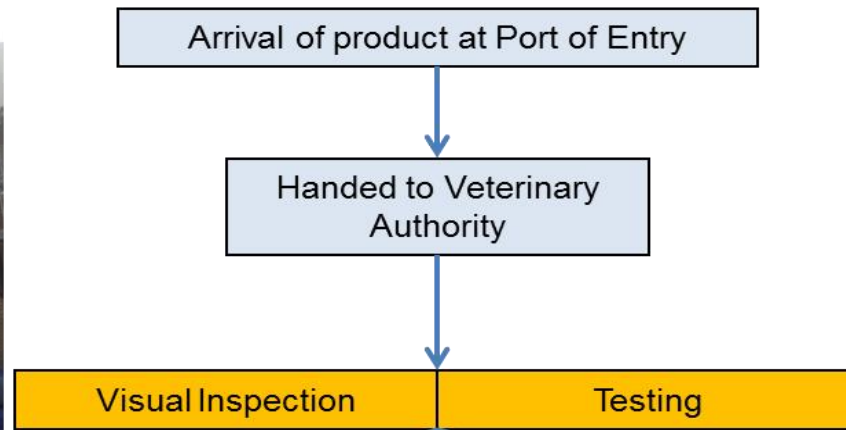 Arrival of product at Port of Entry
Handed to Veterinary
Authority
Visual Inspection
Testing